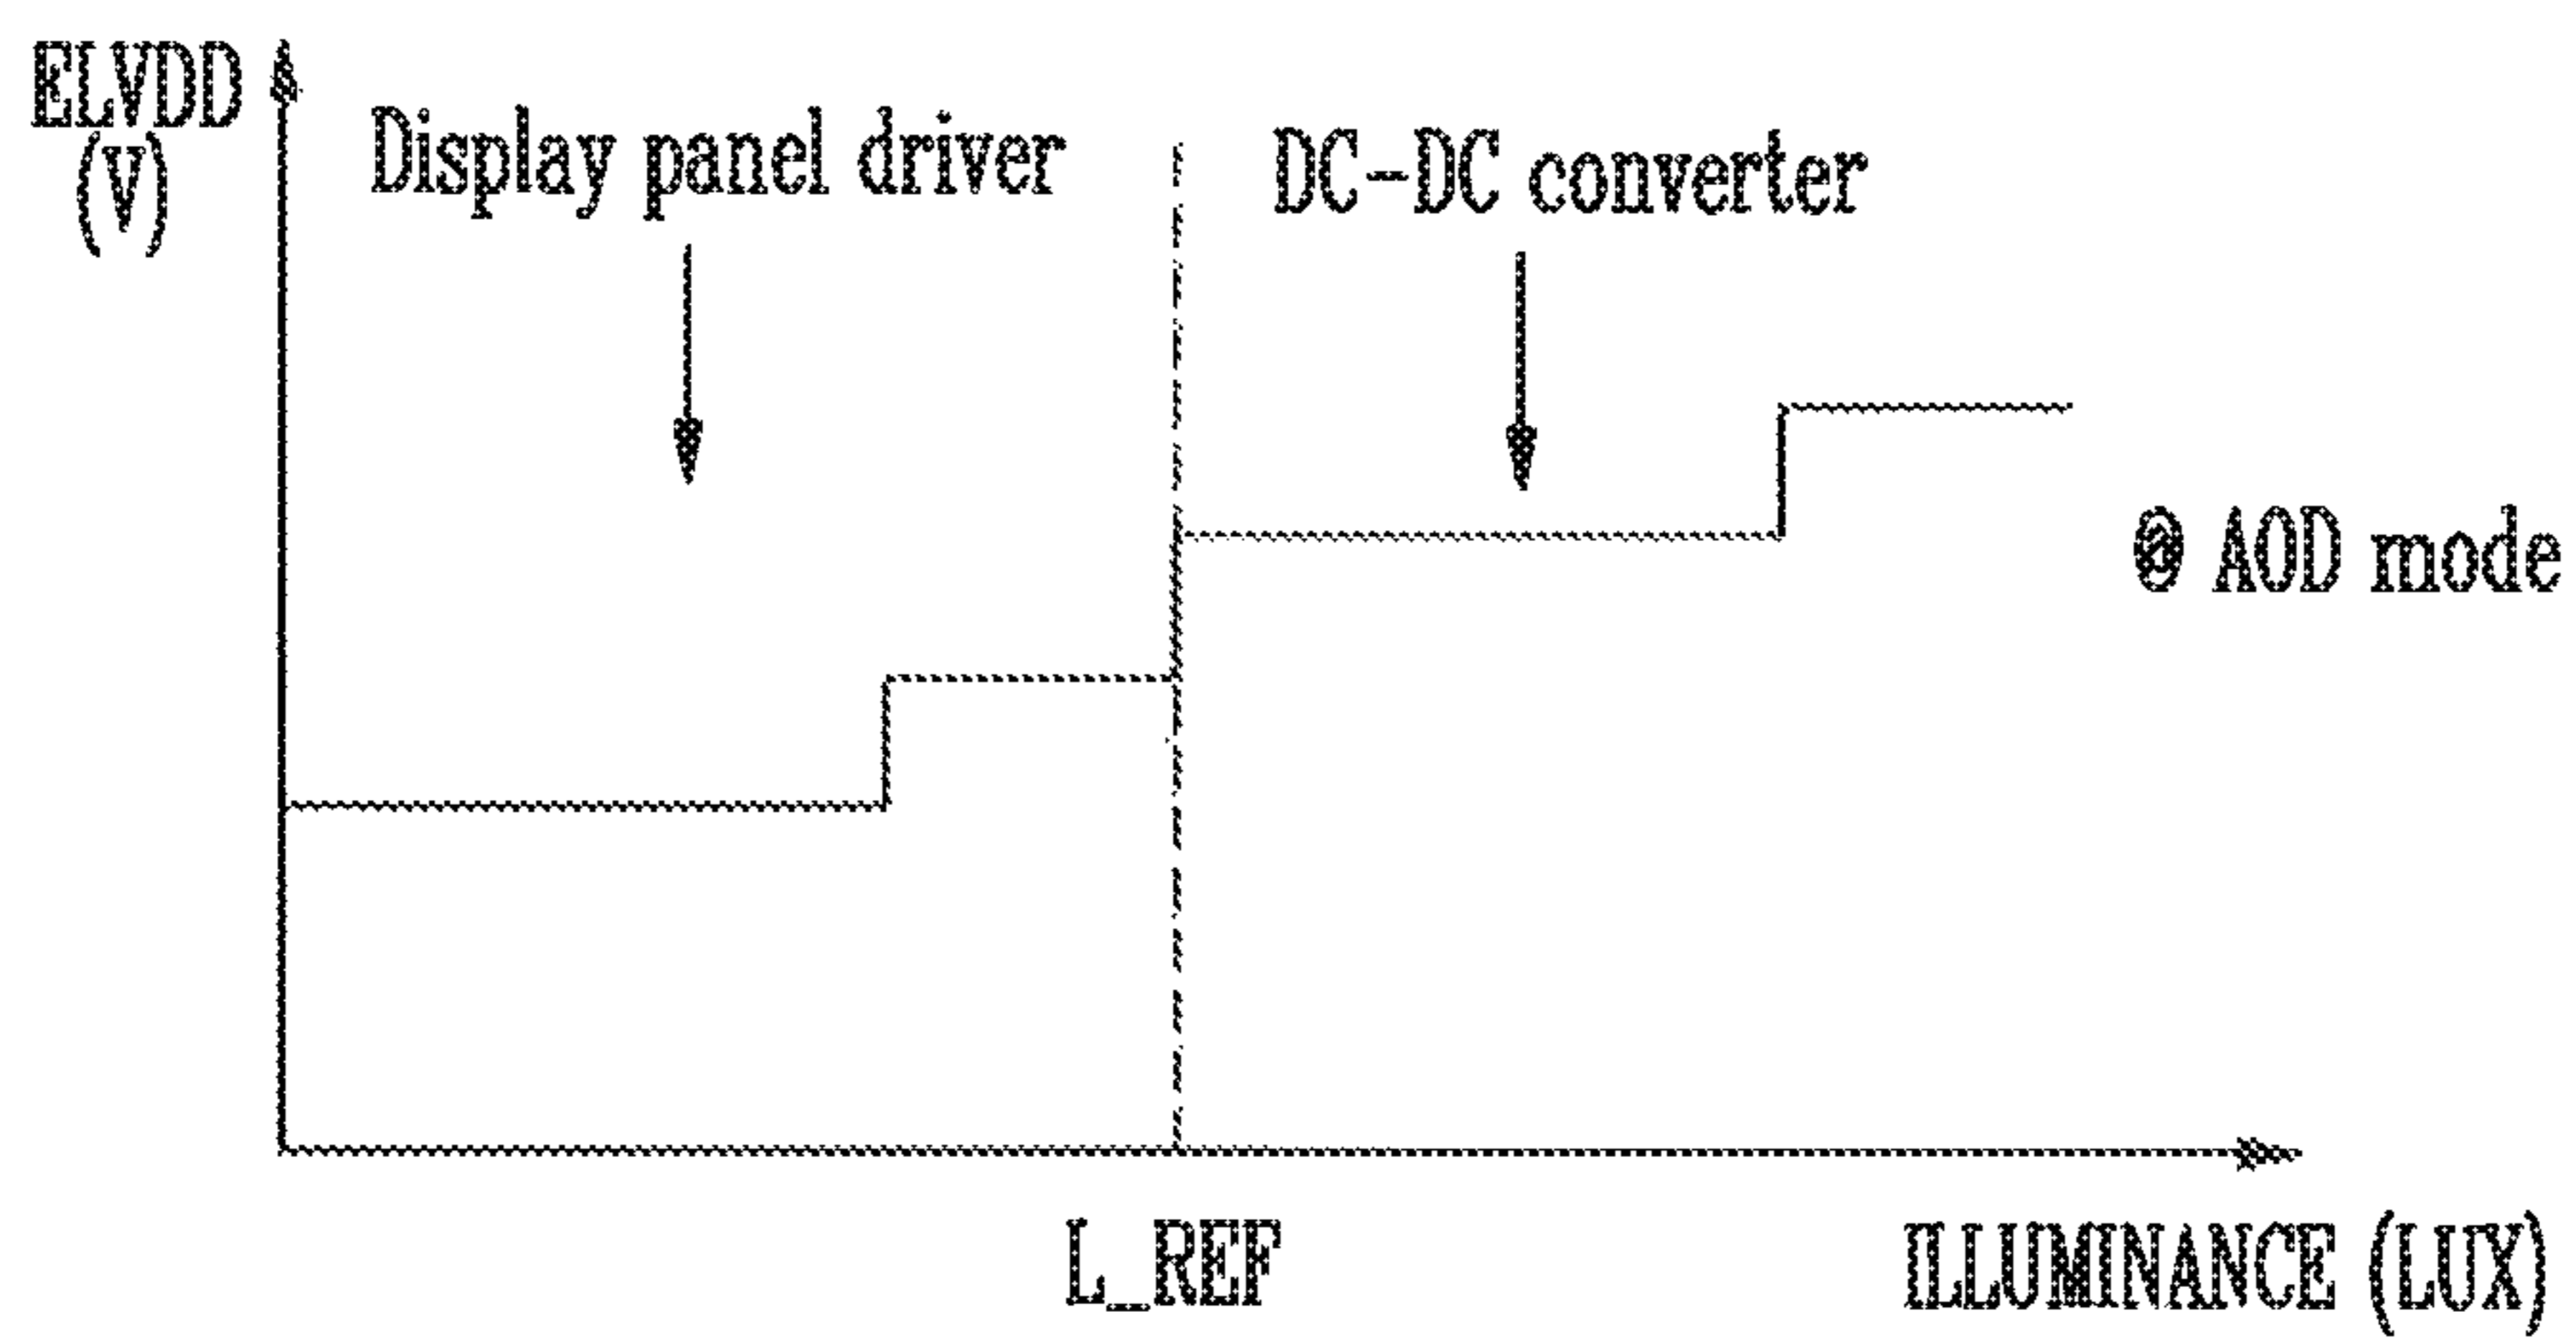 ELVDD
(V)
Display panel driver
DC-DC converter
@ AOD mode
L_REF
ILLUMINANCE (LUX)